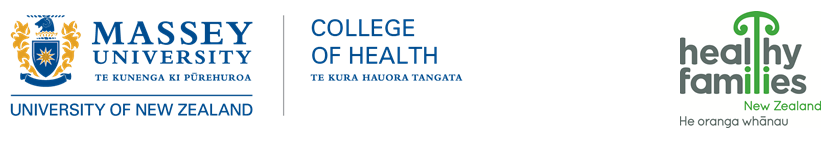 MASSEY
UNIVERSITY
TE KUNENGA KI PŪREHUROA
UNIVERSITY OF NEW ZEALAND
COLLEGE
OF HEALTH
TE KURA HAUORA TANGATA
healthy
families
New Zealand
He oranga whānau